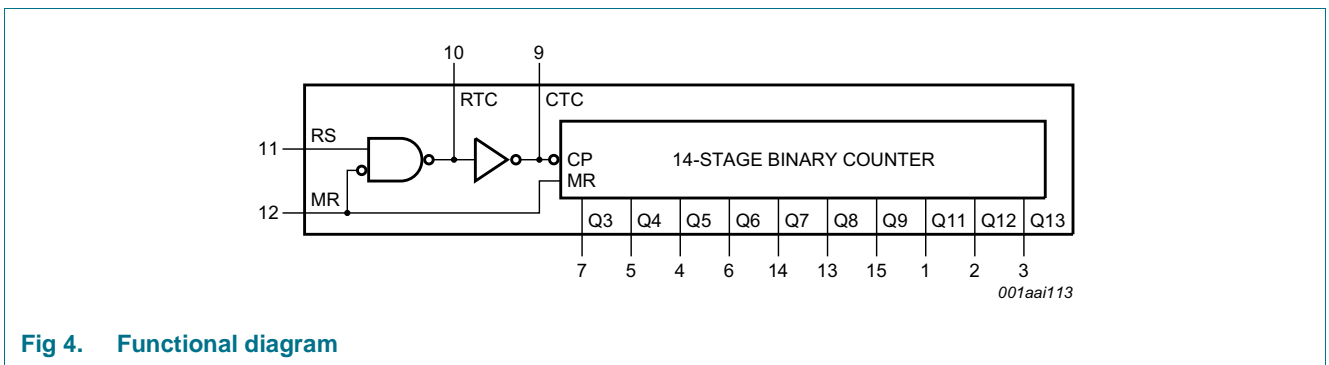 10 9
RTC CTC
11 RS
CP 14-STAGE BINARY COUNTER
MR
12 MR
Q3 Q4 Q5 Q6 Q7 Q8 Q9 Q11 Q12 Q13
7 5 4 6 14 13 15 1 2 3
001aai113
Fig 4. Functional diagram